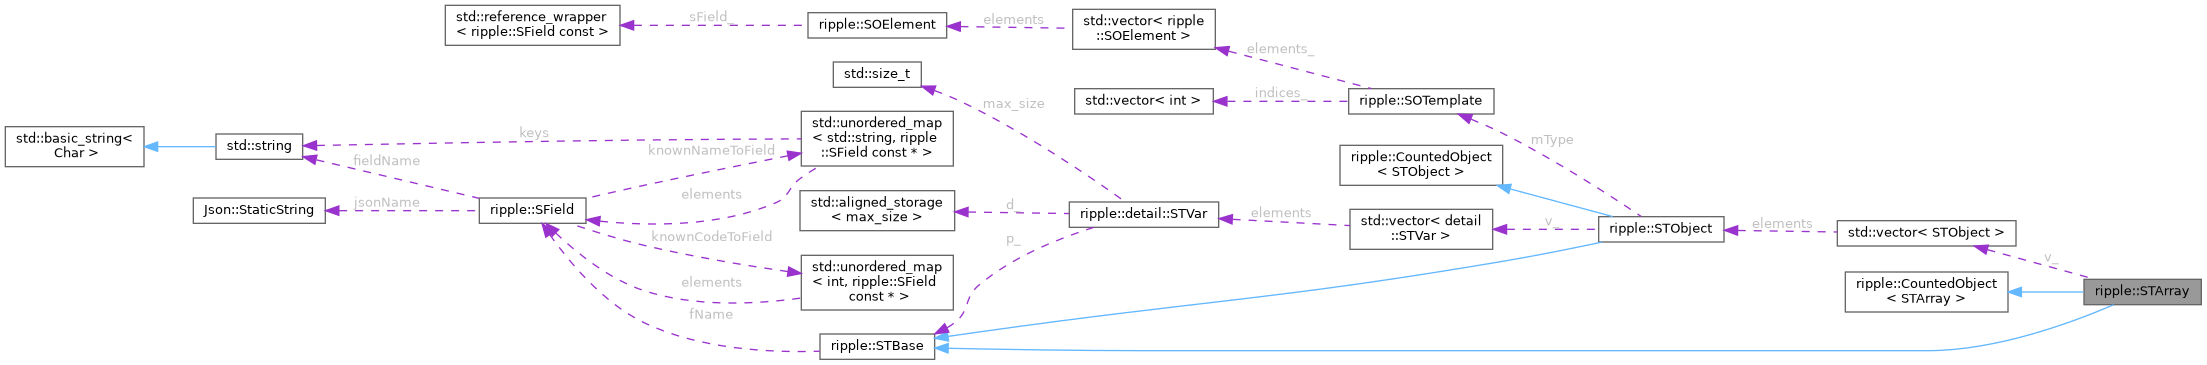 std::reference_wrapper
< ripple::SField const >
sField_
ripple::SOElement
elements
std::vector< ripple
::SOElement >
elements_
std::size_t
max_size
std::vector< int >
indices_
ripple::SOTemplate
mType
std::basic_string<
Char >
std::string
keys
fieldName
std::unordered_map
< std::string, ripple
::SField const * >
knownNameToField
elements
ripple::CountedObject
< STObject >
Json::StaticString
jsonName
ripple::SField
std::aligned_storage
< max_size >
d_
ripple::detail::STVar
elements
std::vector< detail
::STVar >
v_
ripple::STObject
elements
std::vector< STObject >
v_
knownCodeToField
elements
std::unordered_map
< int, ripple::SField
const * >
p_
fName
ripple::STBase
ripple::CountedObject
< STArray >
ripple::STArray